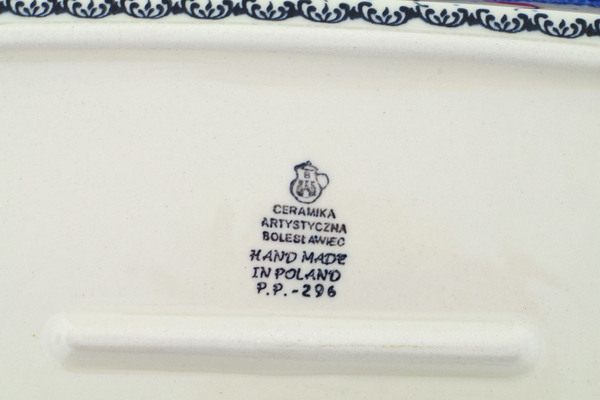 B
CERAMIKA
ARTYSTYCZNA
BOLESŁAWIEC
HAND MADE
IN POLAND
P.P.-296